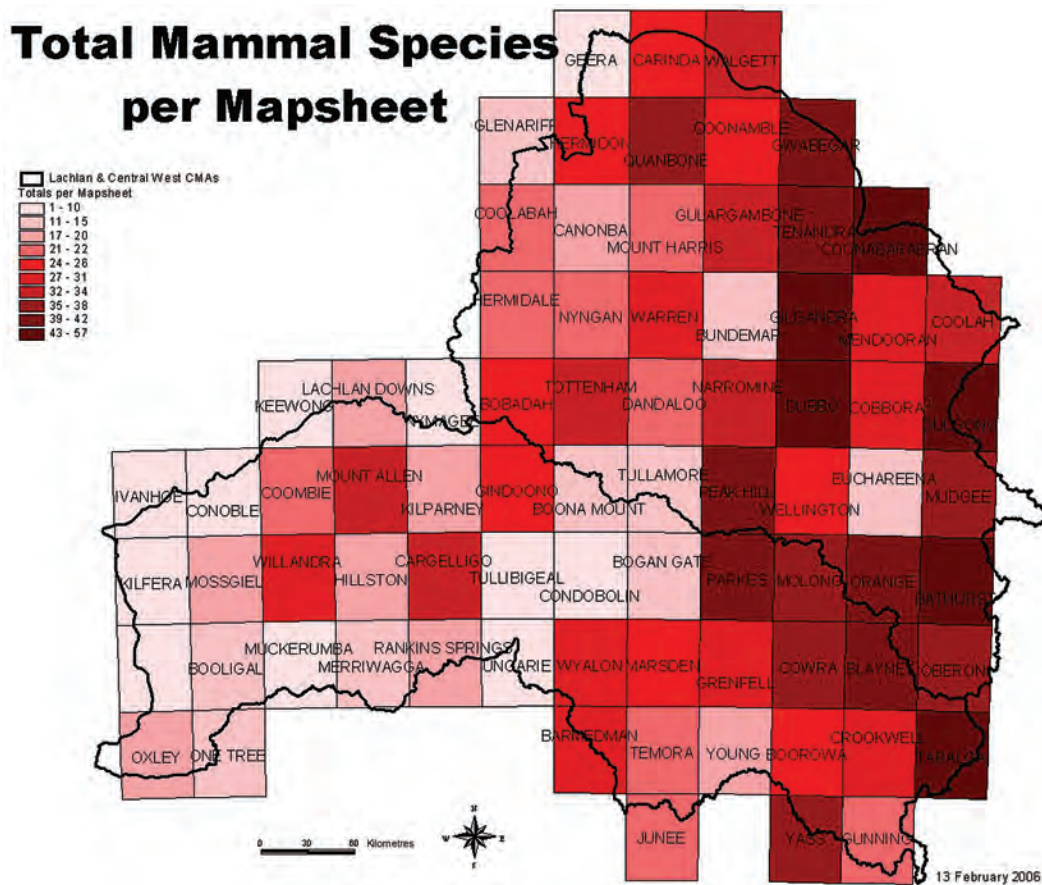 Total Mammal Species
per Mapsheet
Lachlan & Central West CMAs
Totals per Mapsheet
1 - 10
11 - 15
17 - 20
21 - 22
24 - 26
27 - 31
32 - 34
35 - 38
39 - 42
43 - 57
GEERA CARINDA WALGETT
GLENARIFF HERMIDON QUANBONE COONAMBLE GWABEGAR
COOLABAH CANONBA MOUNT HARRIS GULARGAMBONE TENANDRA COONABARABRAN
HERMIDALE NYNGAN WARREN BUNDEMAR GILGANDRA MENDOORAN COOLAH
KEEWONG LACHLAN DOWNS NYMAGEE BOBADAH TOTTENHAM DANDALOO NARROMINE DUBBO COBBORA GULGONG
IVANHOE CONOBLE COOMBIE MOUNT ALLEN KILPARNEY GINDOONO BOONA MOUNT TULLAMORE PEAK HILL WELLINGTON BUCHAREENA MUDGEE
KILFERA MOSSGIEL WILLANDRA HILLSTON CARGELLIGO TULLIBIGEAL CONDOBOLIN BOGAN GATE PARKES MOLONG ORANGE BATHURST
BOOLIGAL MUCKERUMBA MERRIWAGGA RANKINS SPRINGS UNGARIE WYALON MARSDEN GRENFELL COWRA BLAYNEY OBERON
OXLEY ONE TREE BARMEDMAN TEMORA YOUNG BOOROWA CROOKWELL TARALGA
JUNEE YASS GUNNING
0 30 60 Kilometres
N
W E
S
13 February 2006